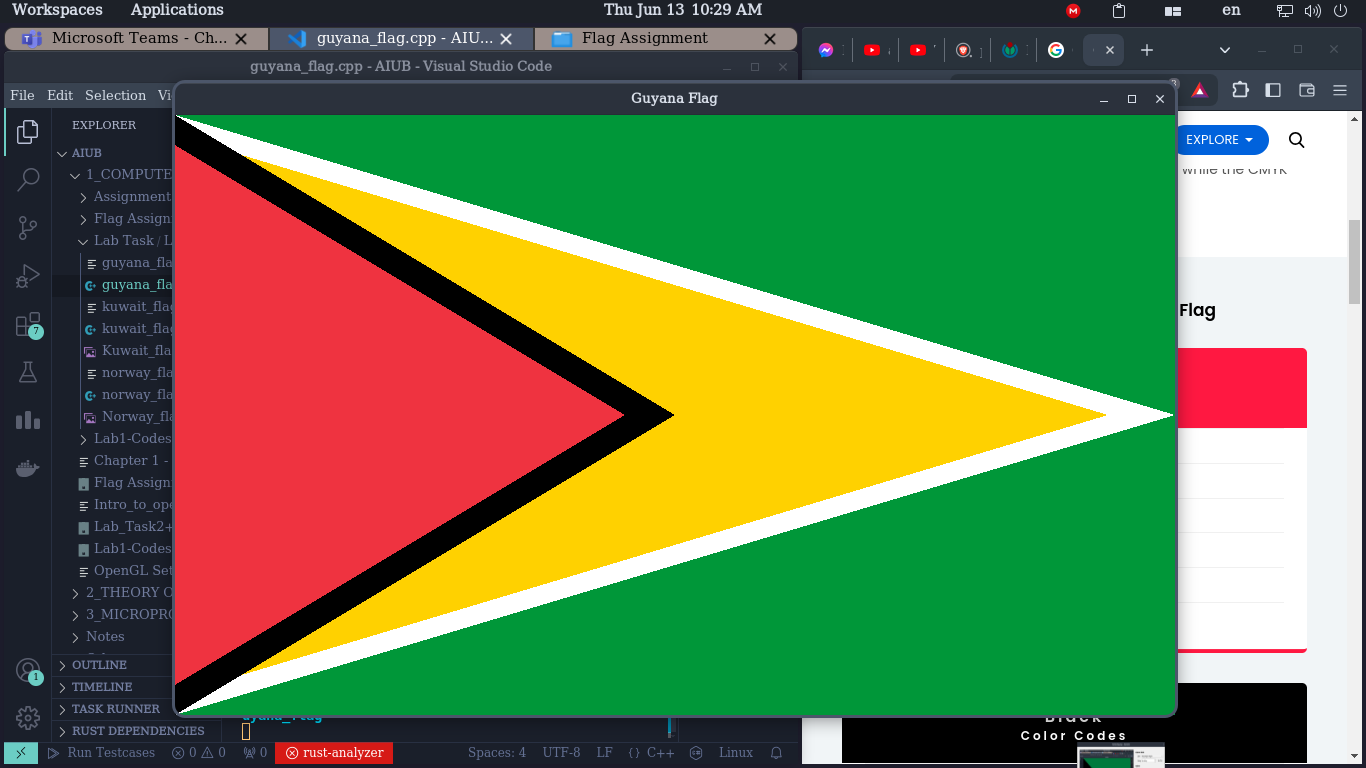 Workspaces Applications Thu Jun 13 10:29 AM en
Microsoft Teams - Ch... guyana_flag.cpp - AIU... Flag Assignment
guyana_flag.cpp - AIUB - Visual Studio Code
File Edit Selection Vi
Guyana Flag
EXPLORER
EXPLORE
AIUB
while the CMYK
1_COMPUTE
Assignment
Flag Assign
Lab Task / L
guyana_fla
guyana_fla
kuwait_flag
Flag
kuwait_flag
7
Kuwait_fla
norway_fla
norway_fla
Norway_fla
Lab1-Codes
Chapter 1 -
Flag Assign
Intro_to_ope
Lab_Task2+
Lab1-Codes
OpenGL Set
2_THEORY O
3_MICROPRO
Notes
OUTLINE
1
TIMELINE
TASK RUNNER
uyana_flag
Black
RUST DEPENDENCIES
Color Codes
Run Testcases 0 0 0 rust-analyzer Spaces: 4 UTF-8 LF {} C++ Linux